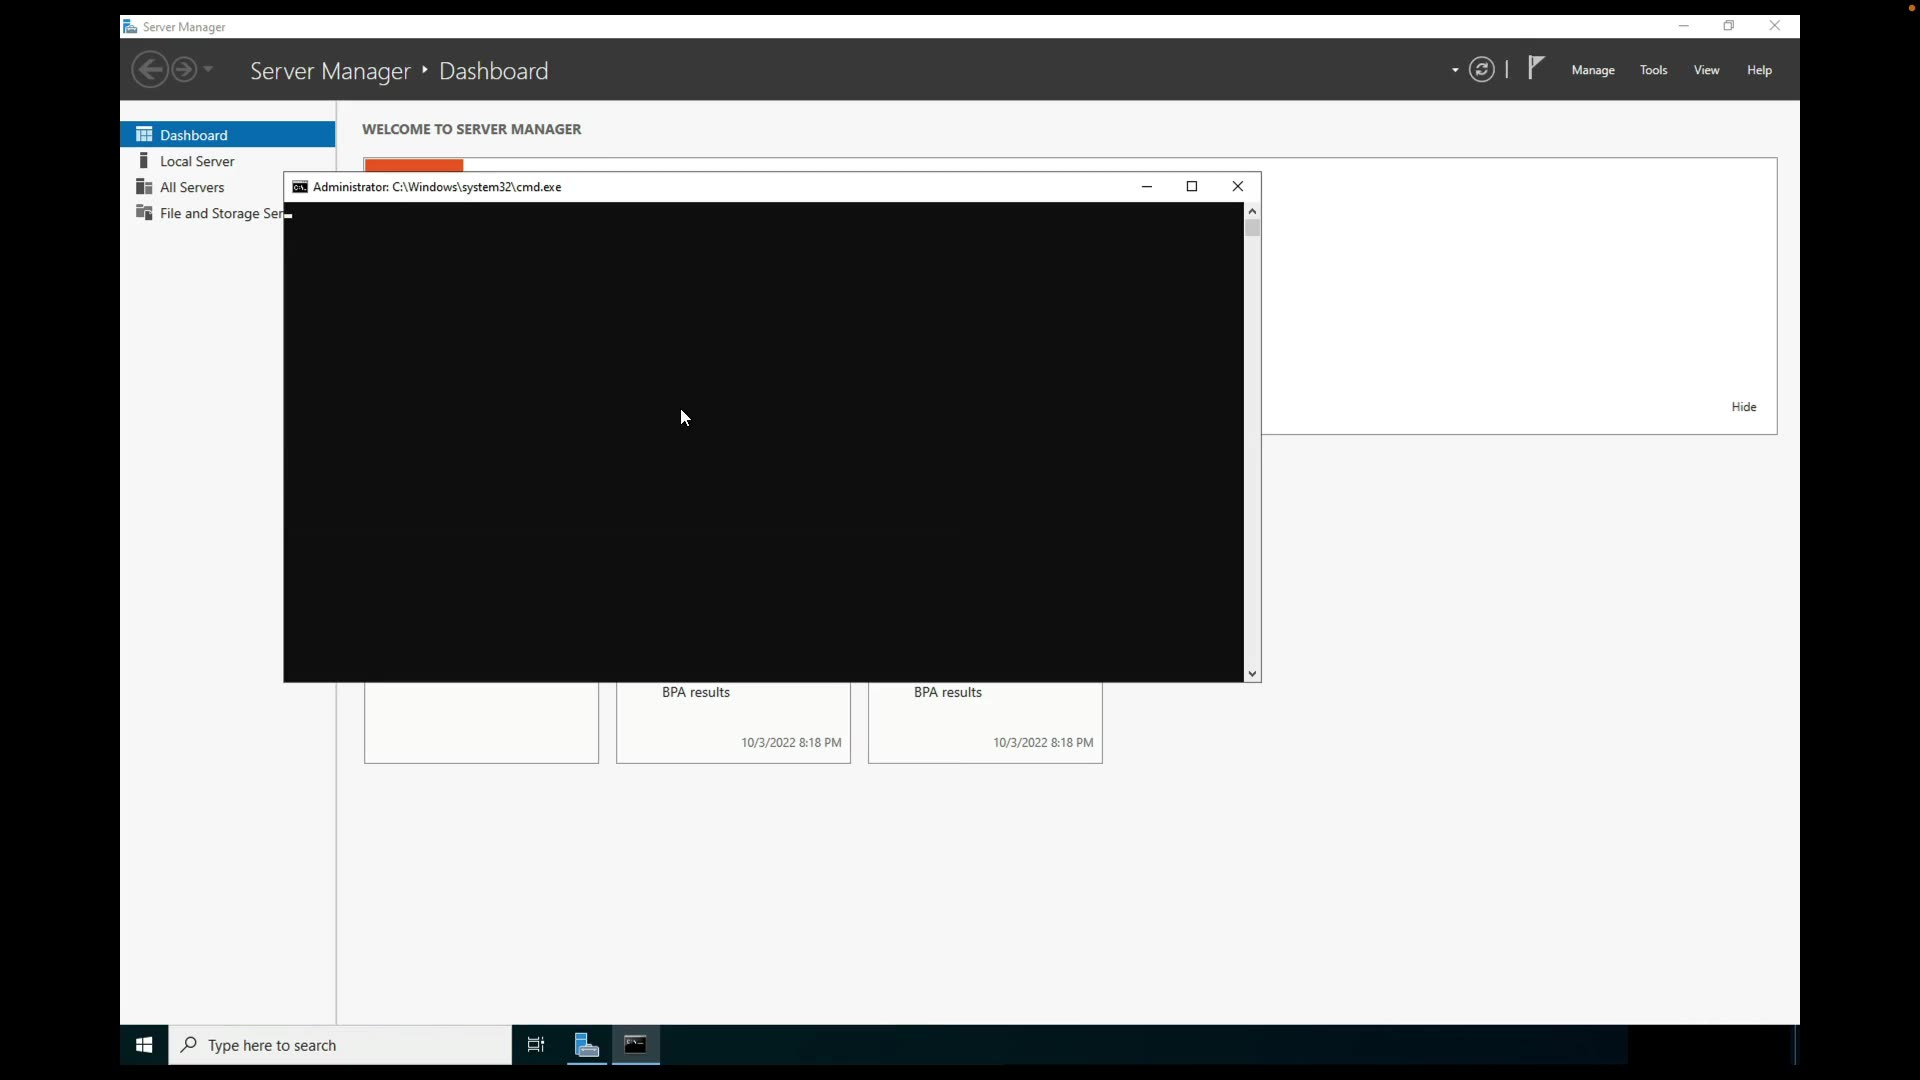 Server Manager
Server Manager ‣ Dashboard
Manage Tools View Help
Dashboard
Local Server
All Servers
File and Storage Ser
WELCOME TO SERVER MANAGER
Administrator: C:\Windows\system32\cmd.exe
Hide
BPA results
10/3/2022 8:18 PM
BPA results
10/3/2022 8:18 PM
Type here to search